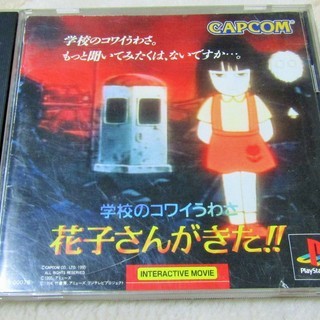 CAPCOM
学校のコワイうわさ。
もっと聞いてみたくは、ないですか…。
学校のコワイうわさ
花子さんがきた!!
INTERACTIVE MOVIE
PlayStation